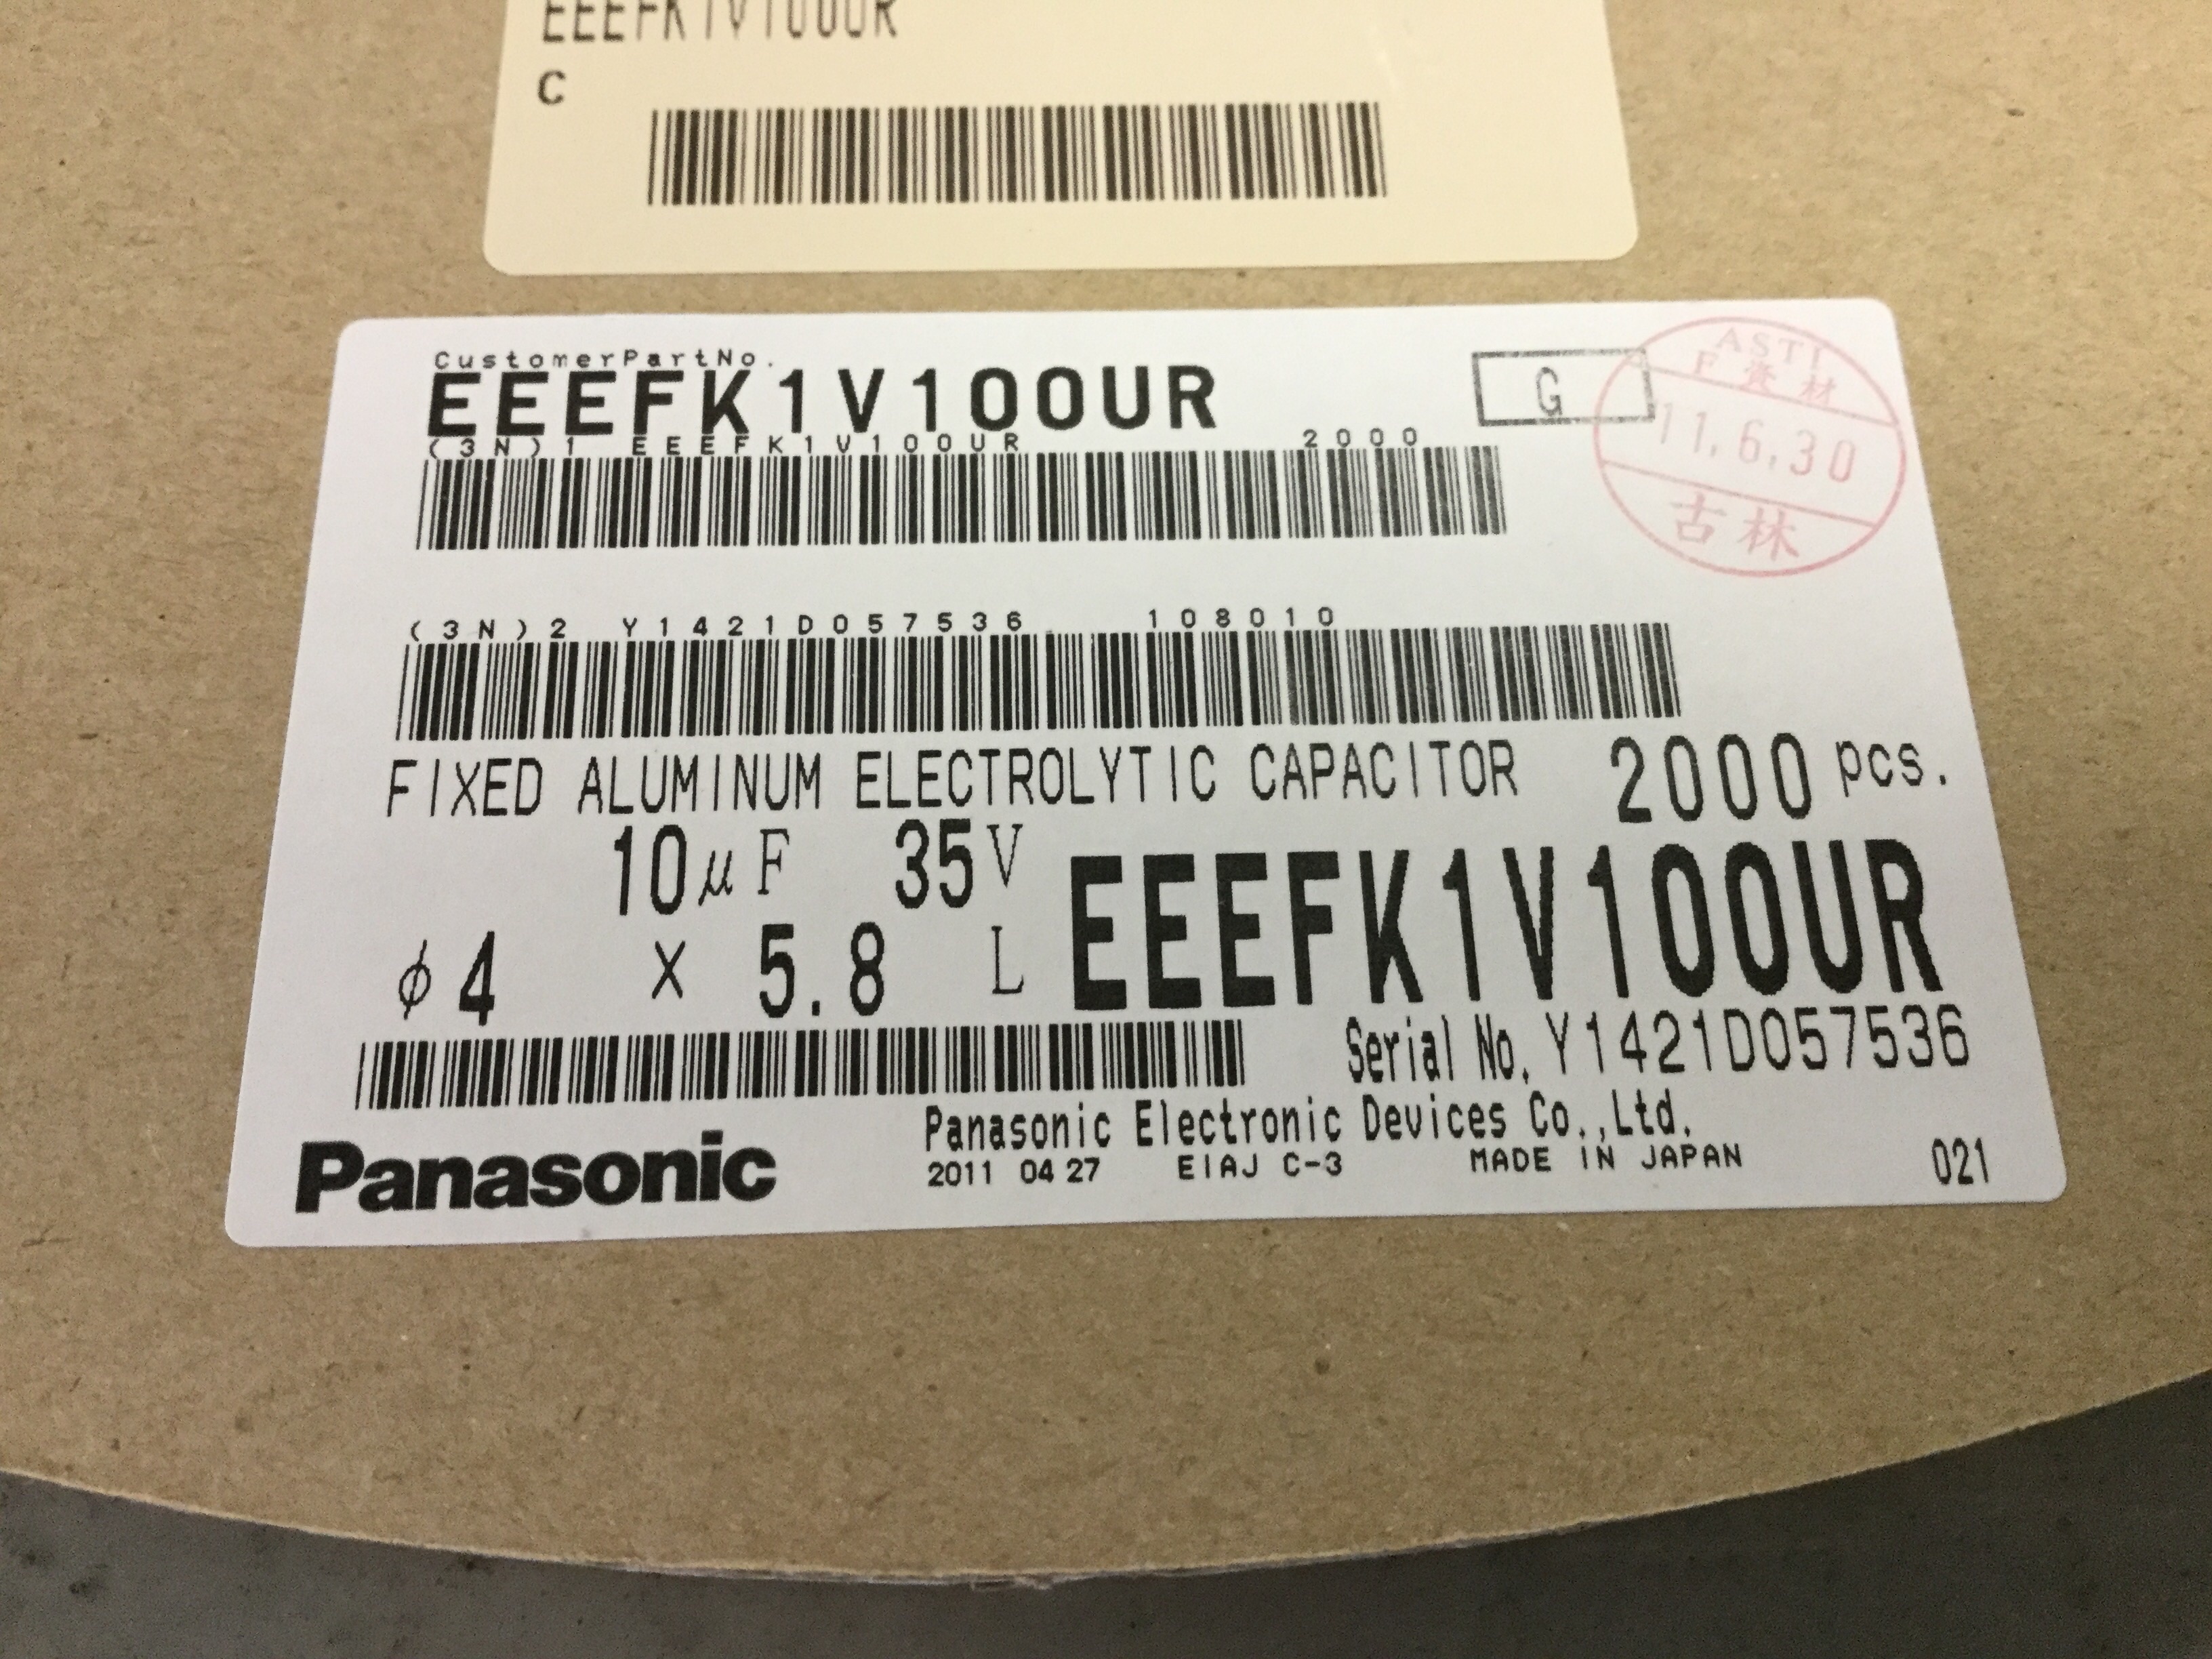 EEEFK1V100UR
C
CustomerPartNo.
EEEFK1V100UR
G
(3N)1 EEEFK1V100UR 2000
ASTI
F資材
11.6.30
古林
(3N)2 Y1421D057536 108010
FIXED ALUMINUM ELECTROLYTIC CAPACITOR 2000 pcs.
10μF 35V
φ4 × 5.8 L EEEFK1V100UR
Serial No. Y1421D057536
Panasonic Electronic Devices Co.,Ltd.
Panasonic 2011 04 27 EIAJ C-3 MADE IN JAPAN 021